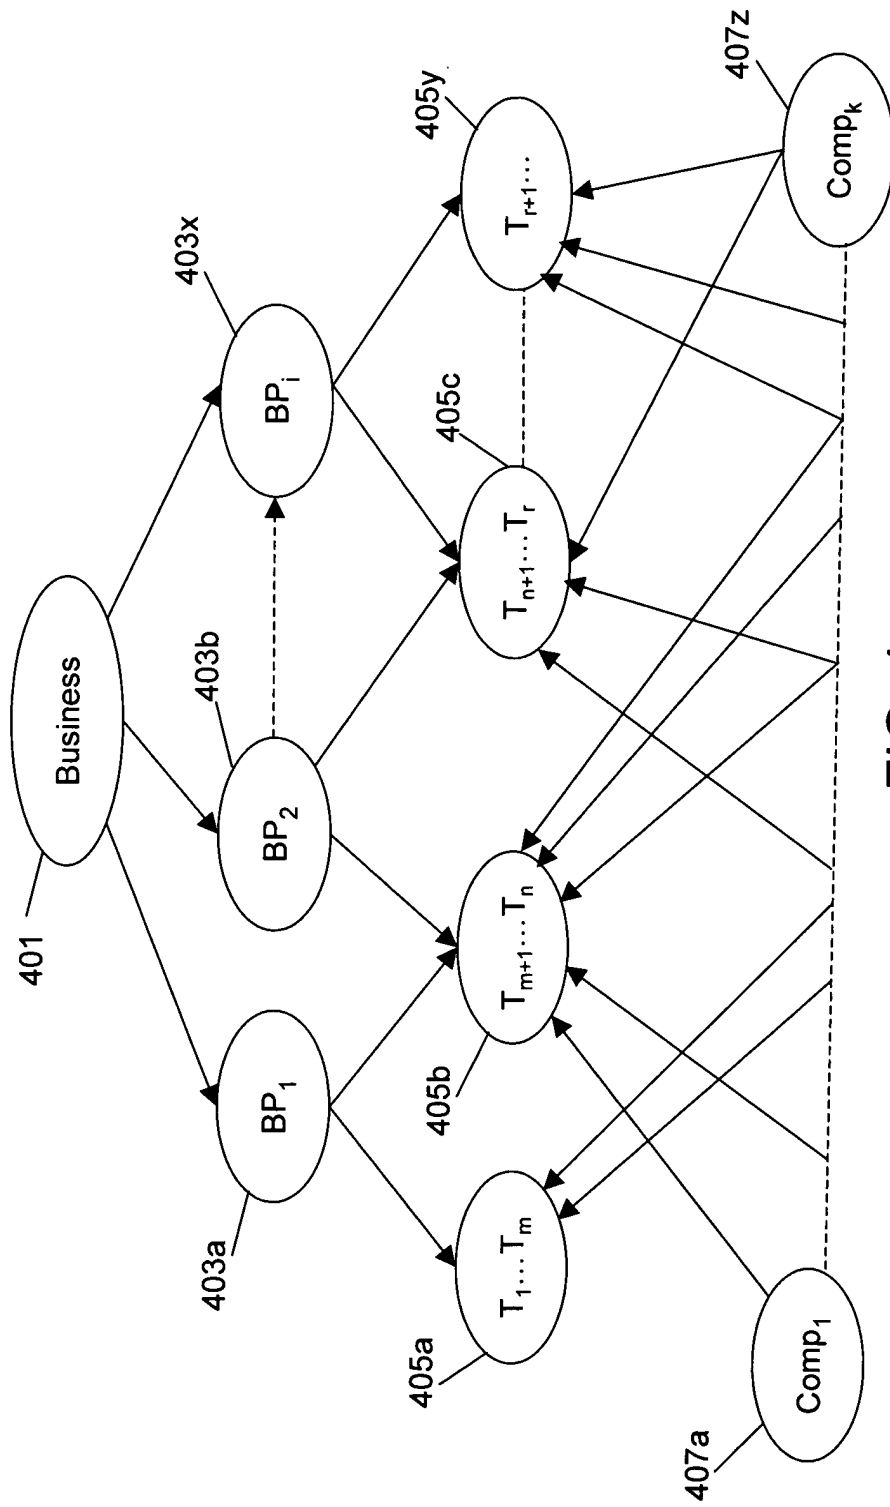 401
Business
403a
BP1
403b
BP2
403x
BPi
405a
T1...Tm
405b
Tm+1...Tn
405c
Tn+1...Tr
405y
Tr+1...
407a
Comp1
407z
Compk